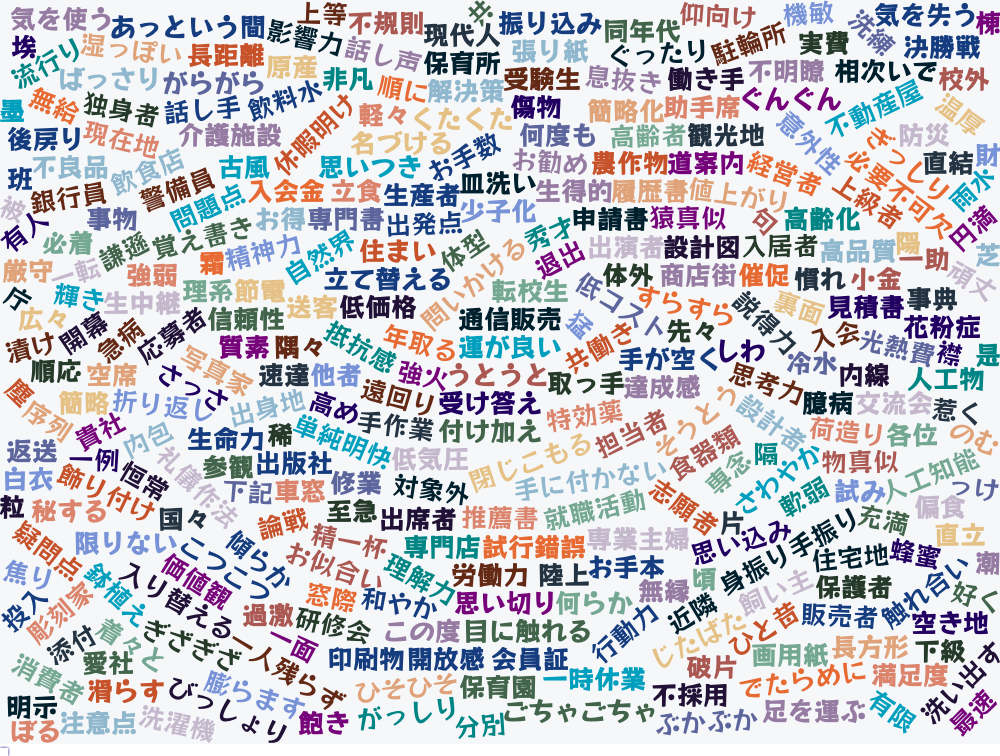 気を使う
あっという間
影響力
上等
不規則
共
現代人
振り込み
同年代
仰向け
機敏
洗練
気を失う
棟
埃
流行り
湿っぽい
長距離
話し声
保育所
張り紙
ぐったり
駐輪所
実費
決勝戦
ばっさり
がらがら
原産
非凡
順に
解決策
受験生
息抜き
働き手
不明瞭
相次いで
校外
墨
無給
独身者
話し手
飲料水
休暇明け
軽々
くたくた
傷物
簡略化
助手席
ぐんぐん
不動産屋
温厚
後戻り
現在地
介護施設
名づける
何度も
高齢者
観光地
意外性
ざっしり
防災
班
不良品
飲食店
古風
思いつき
お手数
お勧め
農作物
道案内
経営者
必要不可欠
直結
財
雨水
被
銀行員
警備員
問題点
入会金
立食
生産者
皿洗い
生得的
履歴書
値上がり
上級者
有人
事物
お得
専門書
出発点
少子化
秀才
申請書
猿真似
句
高齢化
円満
必着
謙遜
覚え書き
精神力
自然界
住まい
体型
退出
出演者
設計図
入居者
高品質
陽
一助
芝
厳守
一転
強弱
霜
立て替える
問いかける
体外
商店街
催促
慣れ
小金
頑丈
庁
輝き
生中継
理系
節電
送客
低価格
転校生
低コスト
すらすら
説得力
裏面
見積書
事典
広々
開幕
急病
応募者
信頼性
抵抗感
年取る
通信販売
猛
共働き
先々
入会
光熱費
花粉症
漬け
質素
隅々
運が良い
手が空く
しわ
冷水
襟
是
順応
空席
写真家
さっさ
速達
他者
強火
うとうと
取っ手
達成感
思考力
内線
人工物
塵
序列
簡略
折り返し
出身地
高め
遠回り
手作業
受け答え
特効薬
担当者
そうとう
設計者
臆病
交流会
惹く
貴社
内包
生命力
稀
単純明快
付け加え
閉じこもる
食器類
荷造り
各位
のむ
返送
一例
恒常
礼儀作法
参観
出版社
低気圧
手に付かない
専念
隔
さわやか
物真似
白衣
飾り付け
下記
車窓
修業
対象外
志願者
軟弱
試み
人工知能
つけ
粒
秘する
国々
論戦
至急
出席者
推薦書
就職活動
片
充満
偏食
疑問点
限りない
こつこつ
傾らか
精一杯
専門店
試行錯誤
専業主婦
思い込み
手振り
直立
焦り
鉢植え
入り替える
価値観
お似合い
理解力
労働力
陸上
お手本
身振り
住宅地
蜂蜜
潮
投入
彫刻家
過激
窓際
和やか
思い切り
何らか
無縁
頃
近隣
飼い主
保護者
触れ合い
好く
添付
着々と
ぎざぎざ
一面
研修会
この度
目に触れる
行動力
じたばた
ひと昔
販売者
空き地
消費者
愛社
一人残らず
印刷物
開放感
会員証
破片
画用紙
長方形
下級
洗い出す
明示
滑らす
びっしょり
膨らます
ひそひそ
保育園
一時休業
不採用
でたらめに
満足度
ぼる
注意点
洗濯機
飽き
がっしり
分別
ごちゃごちゃ
ぶかぶか
足を運ぶ
有限
最速